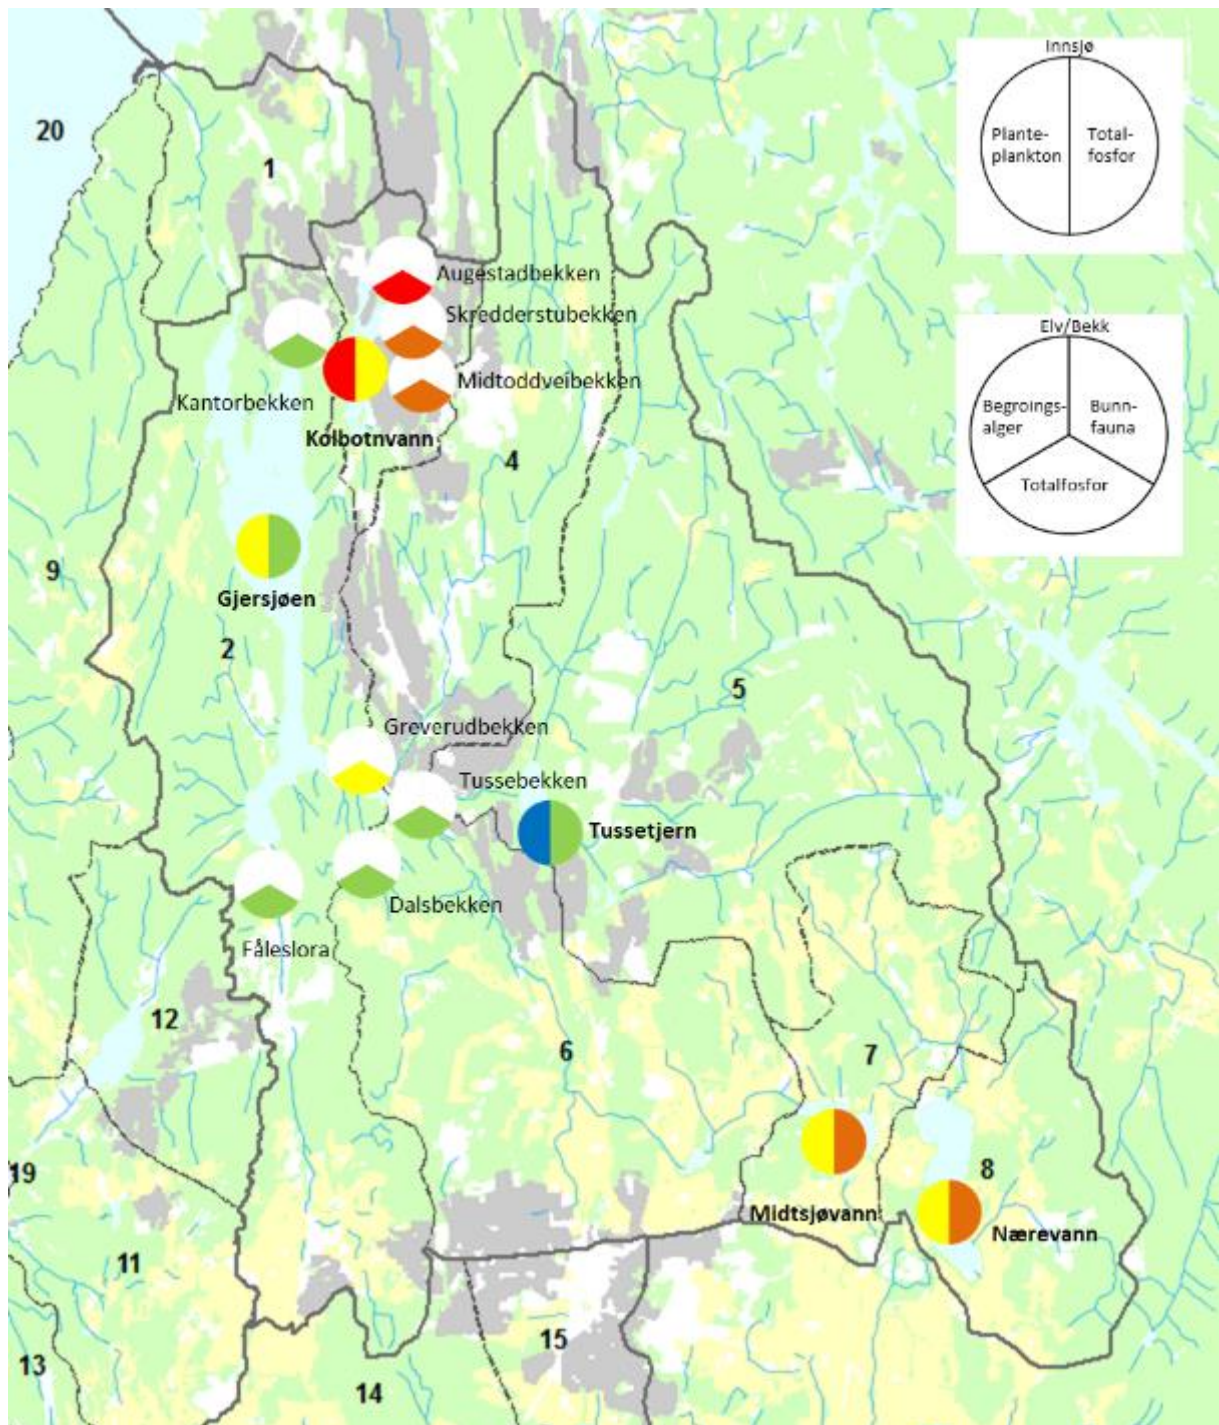 Innsjø
Plante-
plankton
Total-
fosfor
20
1
Augestadbekken
Skredderstubekken
Elv/Bekk
Midtoddveibekken
Kantorbekken
Begroings-
alger
Bunn-
fauna
Kolbotnvann
4
Totalfosfor
9
Gjersjøen
2
5
Greverudbekken
Tussebekken
Tussetjern
Dalsbekken
Fåleslora
12
6
7
19
8
Midtsjøvann
Nærevann
11
15
13
14